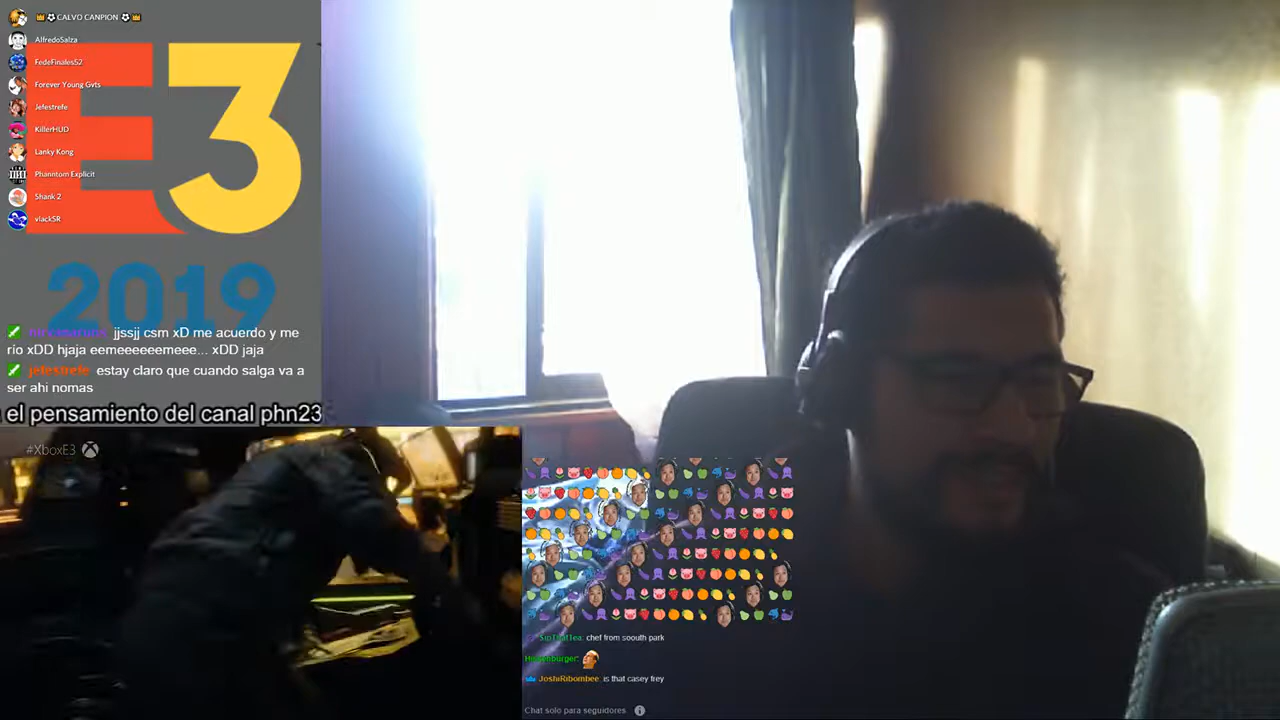 CALVO CANPION
AlfredoSalza
FedeFinales52
Forever Young Gvts
Jefestrefe
KillerHUD
Lanky Kong
Phanntom Explicit
Shank 2
vlackSR
E3
2019
jjssjj csm xD me acuerdo y me
rio xDD hjaja eemeeeeeemeee... xDD jaja
jefestrefe estay claro que cuando salga va a
ser ahi nomas
el pensamiento del canal phn23
#XboxE3
chef from soouth park
JoshiRibombee: is that casey frey
Chat solo para seguidores